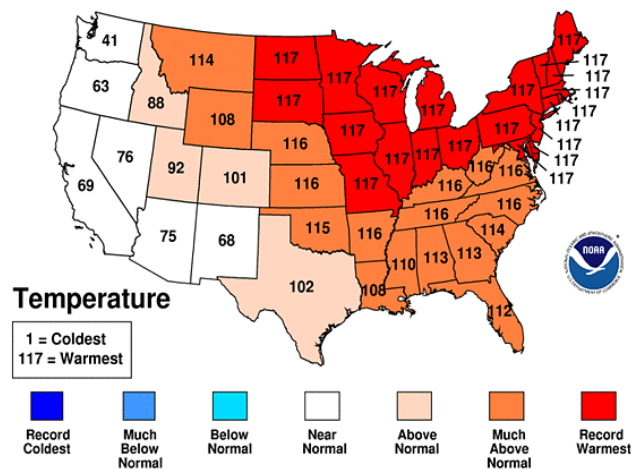 41
114
117
117
117
63
88
117
117
117
117
117
117
117
117
117
117
108
117
117
117
117
117
76
116
117
117
117
92
101
116
116
116
69
117
116
116
75
68
115
116
116
114
110
113
113
102
108
112
NOAA
Temperature
1 = Coldest
117 = Warmest
Record
Coldest
Much
Below
Normal
Below
Normal
Near
Normal
Above
Normal
Much
Above
Normal
Record
Warmest